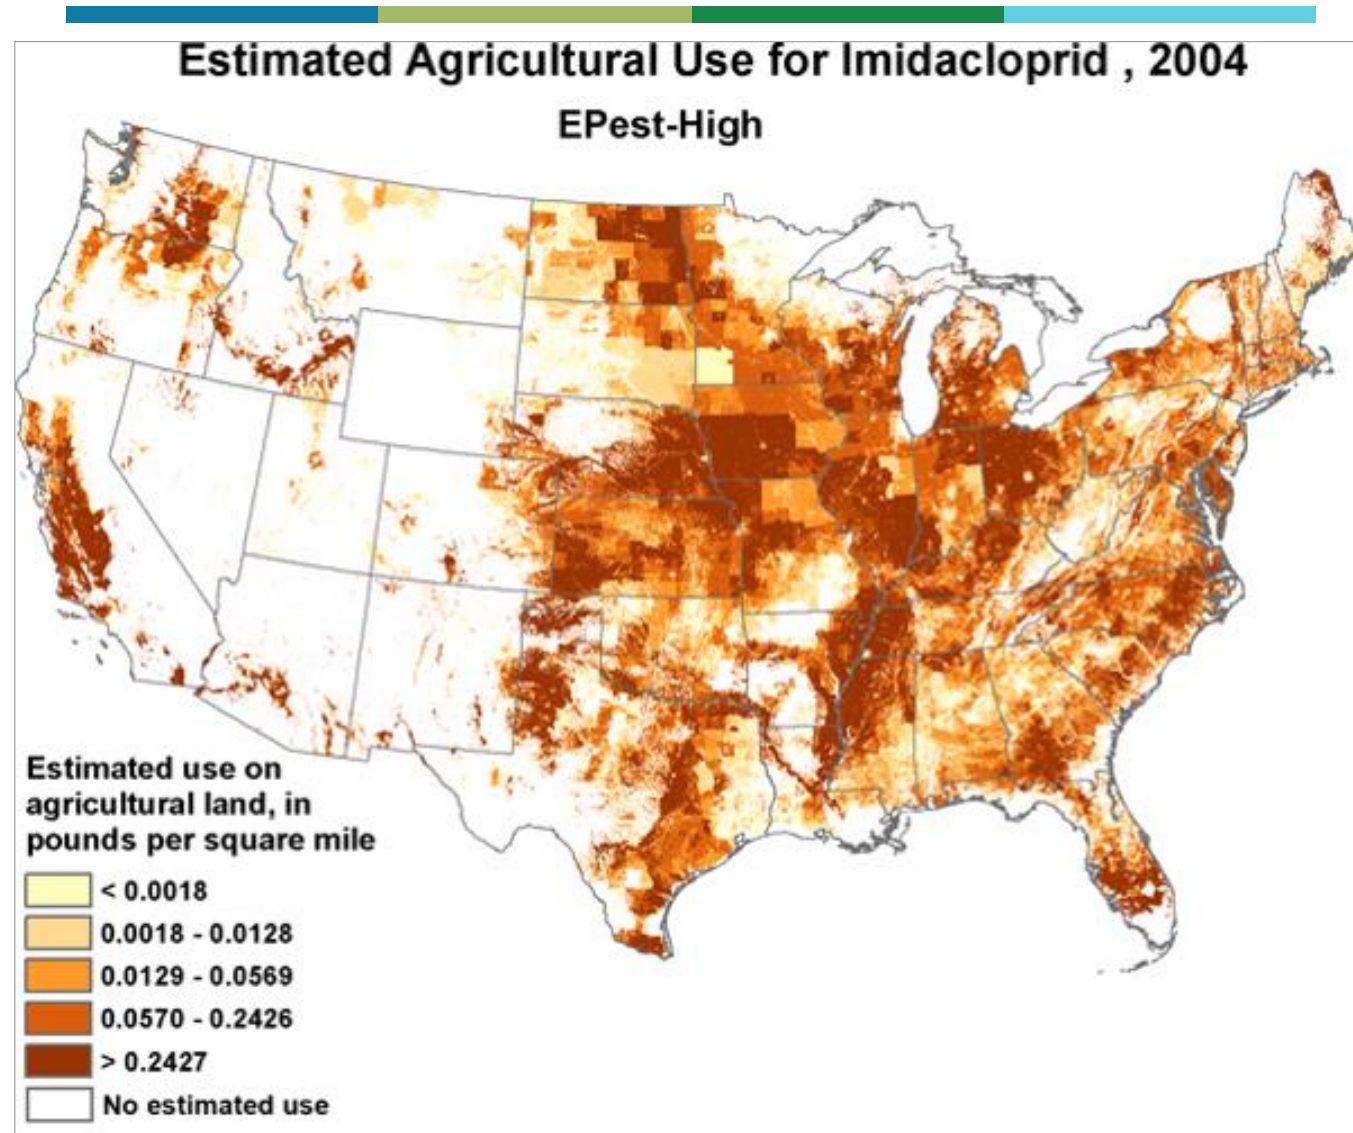 Estimated Agricultural Use for Imidacloprid , 2004
EPest-High
Estimated use on
agricultural land, in
pounds per square mile
< 0.0018
0.0018 - 0.0128
0.0129 - 0.0569
0.0570 - 0.2426
> 0.2427
No estimated use